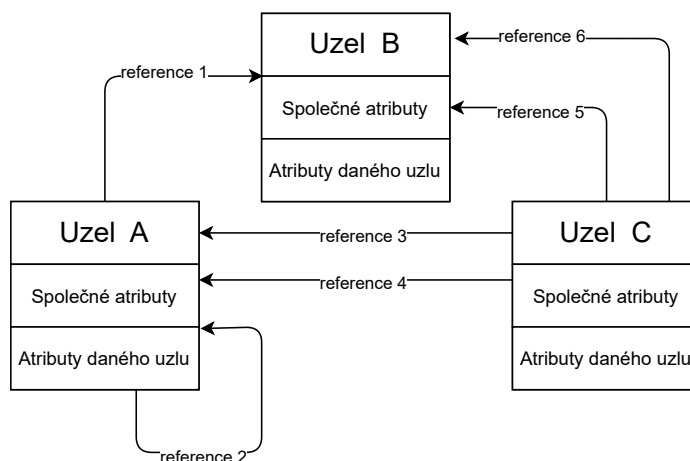 Uzel B
reference 6
reference 1
Společné atributy
reference 5
Atributy daného uzlu
Uzel A
Uzel C
reference 3
reference 4
Společné atributy
Společné atributy
Atributy daného uzlu
Atributy daného uzlu
reference 2